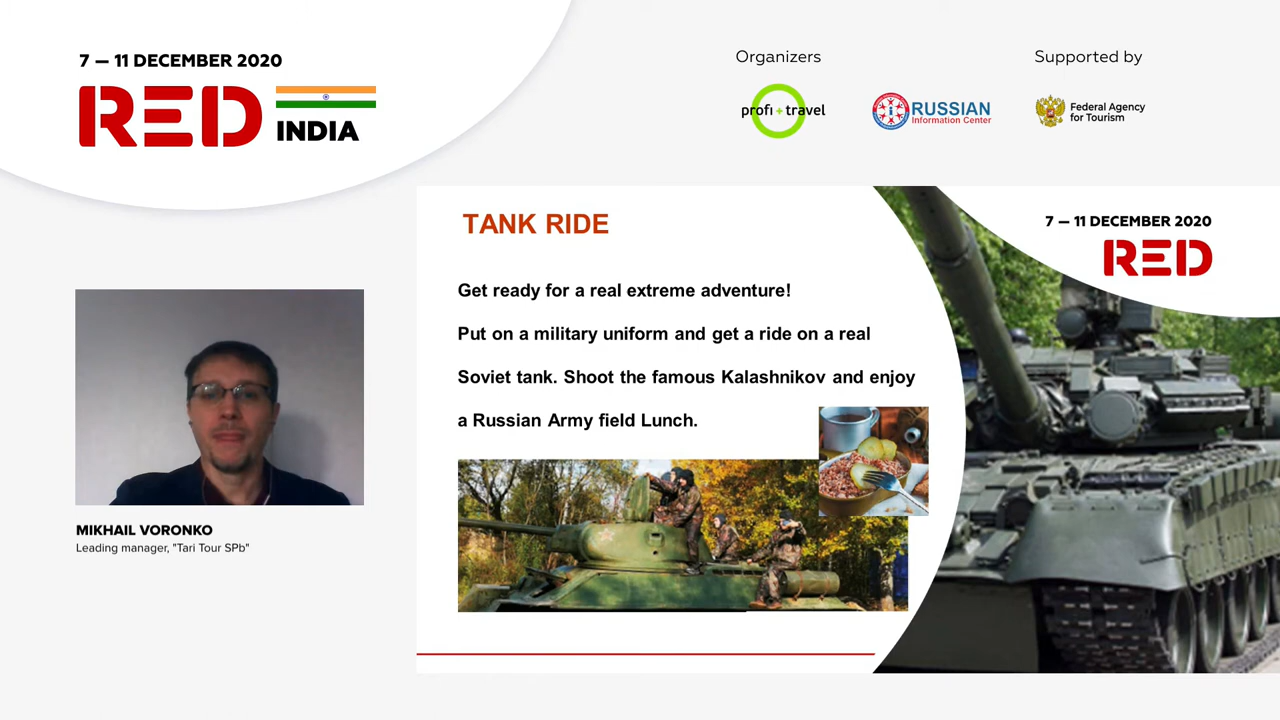 7 — 11 DECEMBER 2020
RED
INDIA
Organizers
Supported by
profi + travel
RUSSIAN
Information Center
Federal Agency
for Tourism
TANK RIDE
Get ready for a real extreme adventure!
Put on a military uniform and get a ride on a real
Soviet tank. Shoot the famous Kalashnikov and enjoy
a Russian Army field Lunch.
7 — 11 DECEMBER 2020
RED
MIKHAIL VORONKO
Leading manager, "Tari Tour SPb"